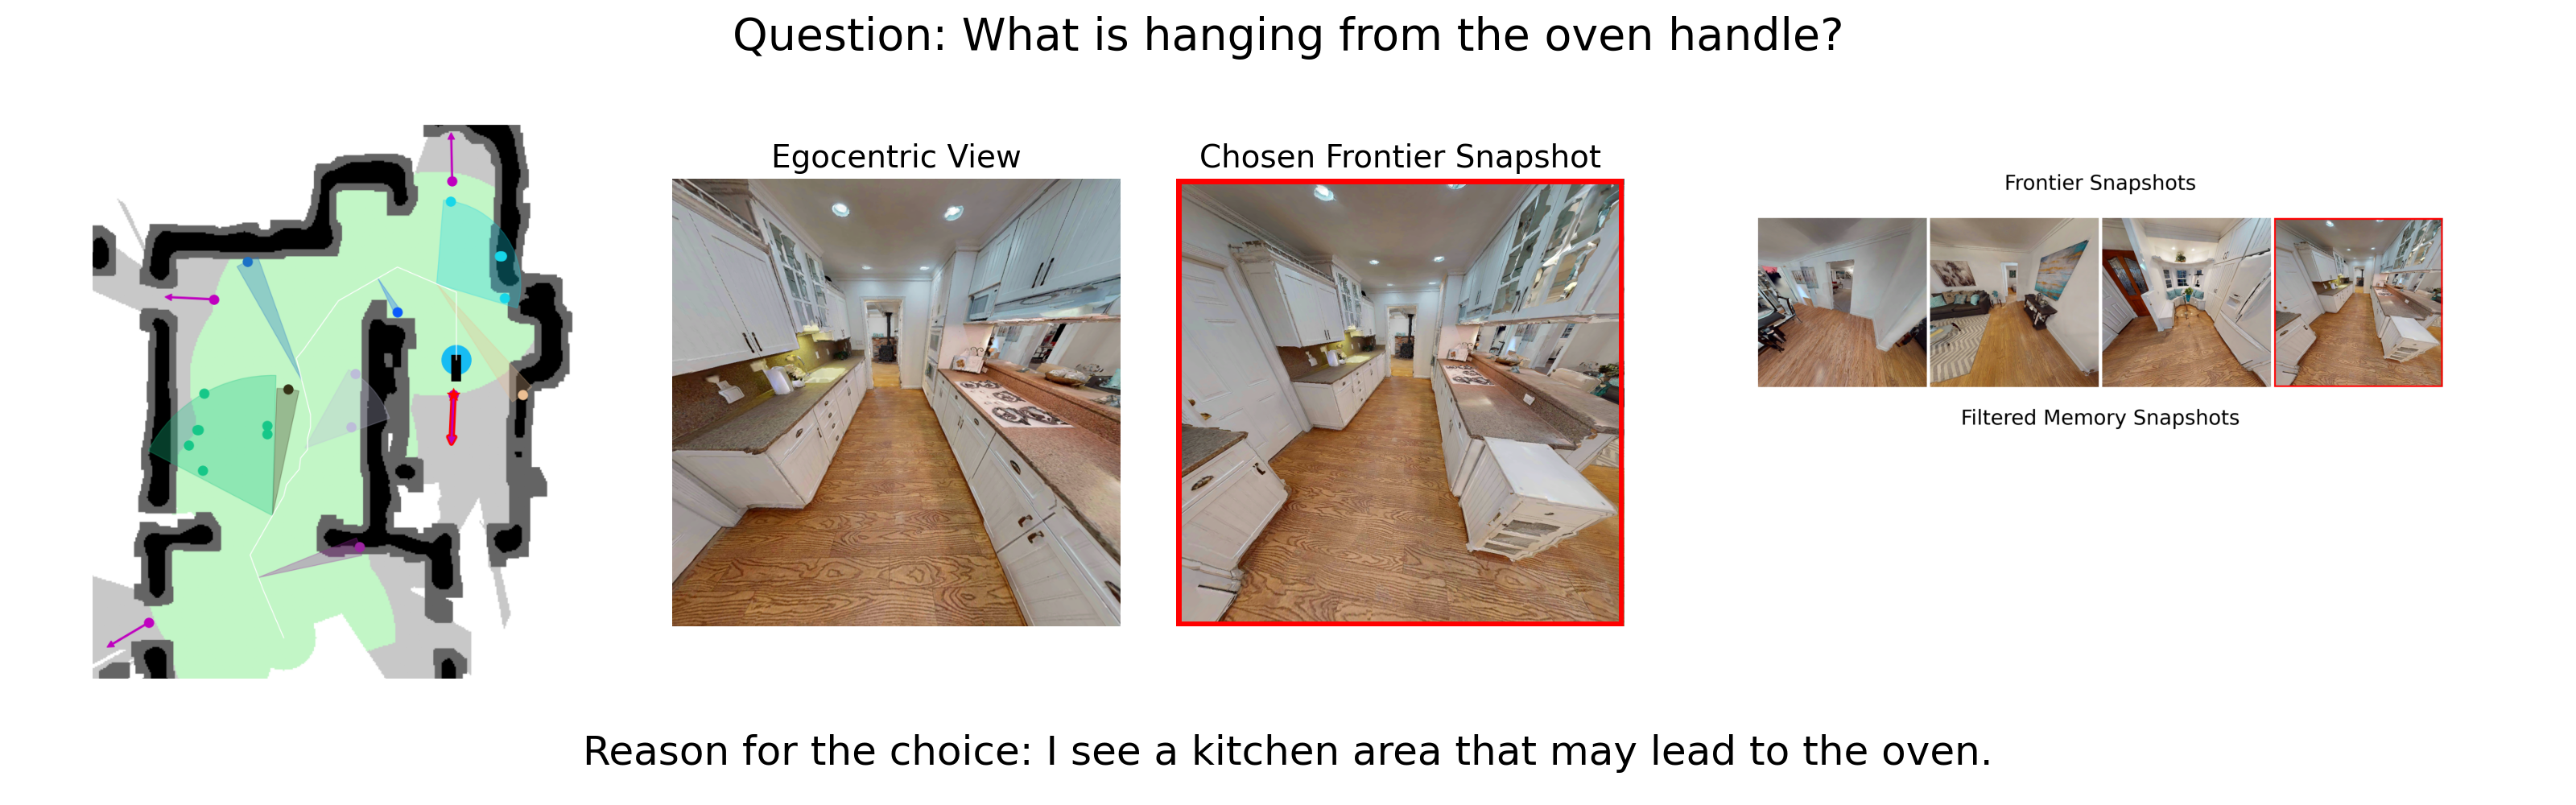 Question: What is hanging from the oven handle?
Egocentric View
Chosen Frontier Snapshot
Frontier Snapshots
Filtered Memory Snapshots
Reason for the choice: I see a kitchen area that may lead to the oven.